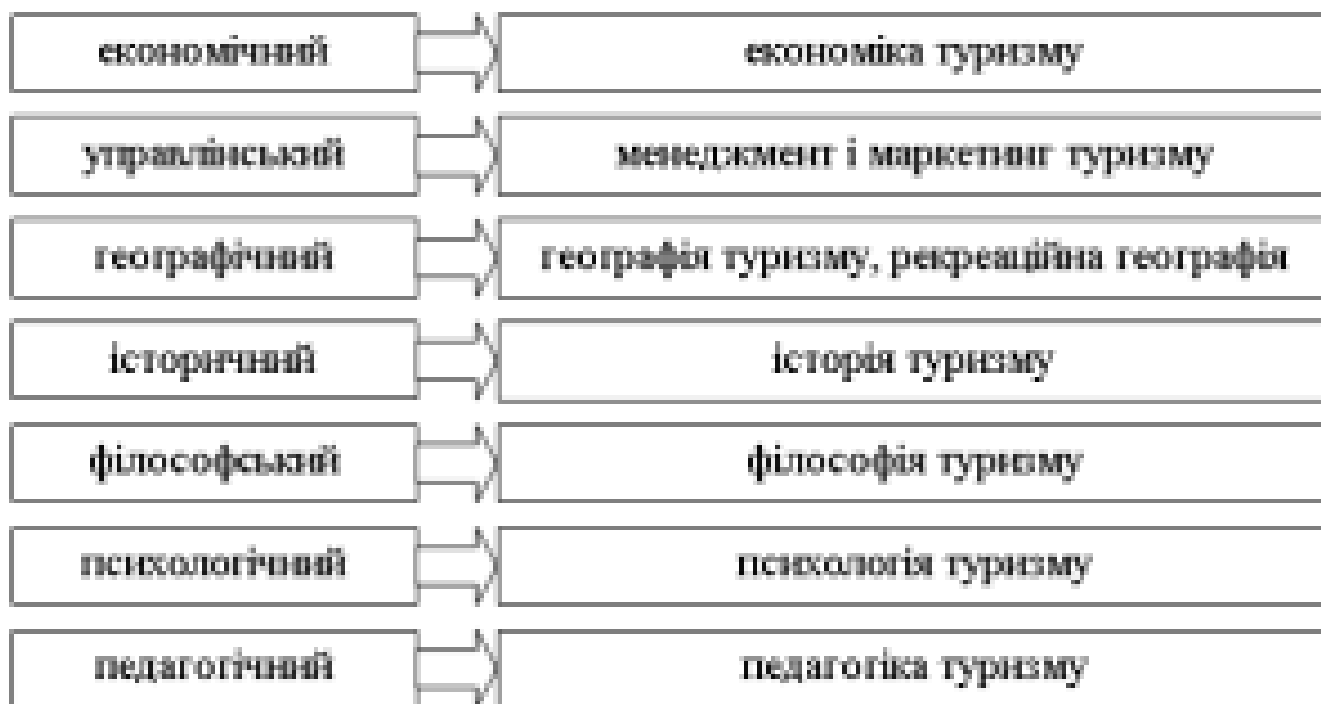 економічний економіка туризму
управлінський менеджмент і маркетинг туризму
географічний географія туризму, рекреаційна географія
історичний історія туризму
філософський філософія туризму
психологічний психологія туризму
педагогічний педагогіка туризму